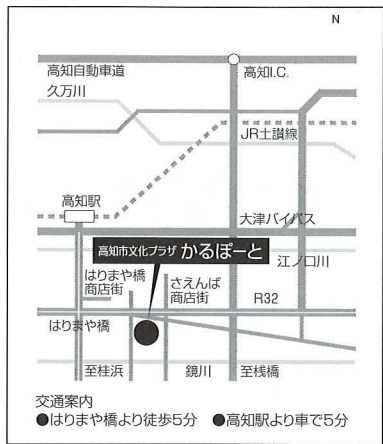 N
高知自動車道
高知I.C.
久万川
JR土讃線
高知駅
大津バイパス
高知市文化プラザ かるぽーと
江ノ口川
はりまや橋
商店街
さえんば
商店街
R32
はりまや橋
至桂浜
鏡川
至桟橋
交通案内
●はりまや橋より徒歩5分 ●高知駅より車で5分